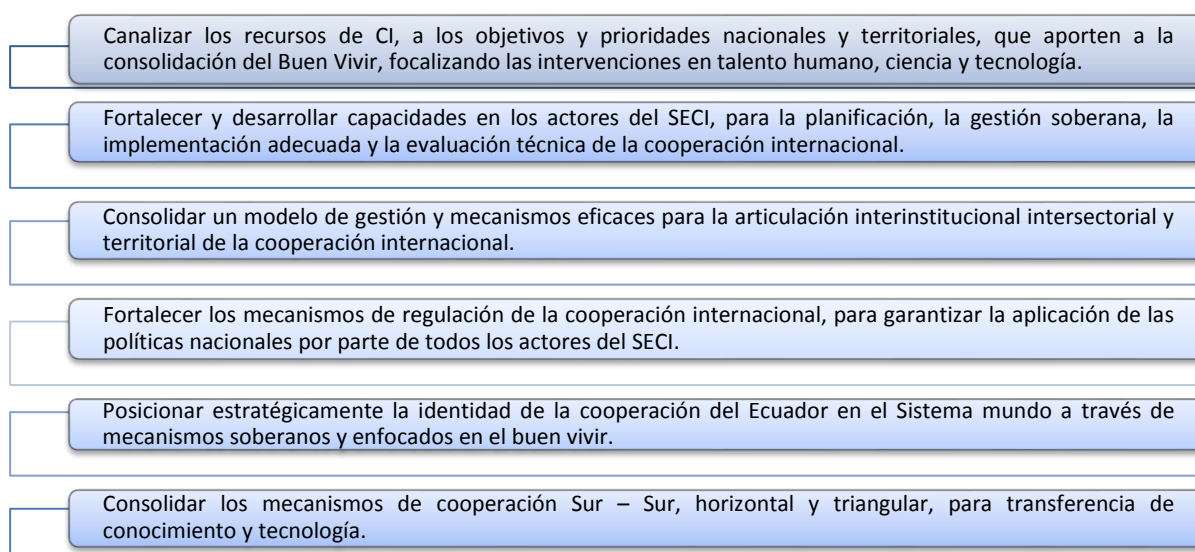 Canalizar los recursos de CI, a los objetivos y prioridades nacionales y territoriales, que aporten a la
consolidación del Buen Vivir, focalizando las intervenciones en talento humano, ciencia y tecnología.
Fortalecer y desarrollar capacidades en los actores del SECI, para la planificación, la gestión soberana, la
implementación adecuada y la evaluación técnica de la cooperación internacional.
Consolidar un modelo de gestión y mecanismos eficaces para la articulación interinstitucional intersectorial y
territorial de la cooperación internacional.
Fortalecer los mecanismos de regulación de la cooperación internacional, para garantizar la aplicación de las
políticas nacionales por parte de todos los actores del SECI.
Posicionar estratégicamente la identidad de la cooperación del Ecuador en el Sistema mundo a través de
mecanismos soberanos y enfocados en el buen vivir.
Consolidar los mecanismos de cooperación Sur – Sur, horizontal y triangular, para transferencia de
conocimiento y tecnología.